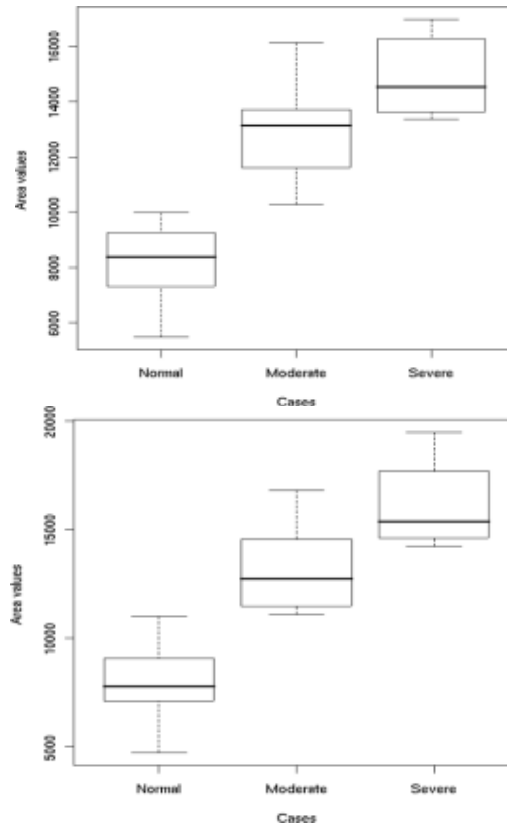 Area values
16000
14000
12000
10000
8000
6000
Normal Moderate Severe
Cases
Area values
20000
15000
10000
5000
Normal Moderate Severe
Cases